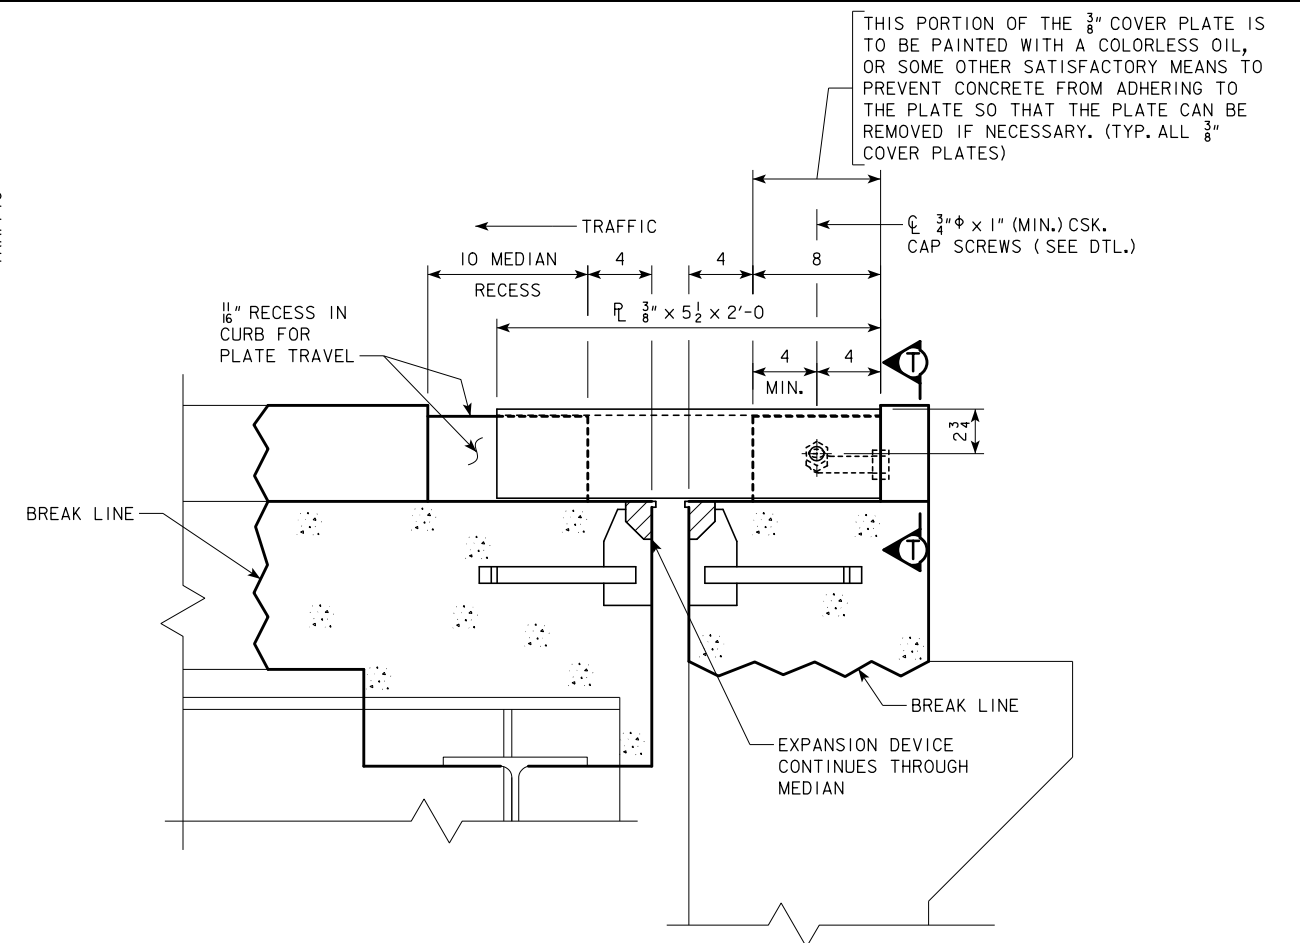 THIS PORTION OF THE 3/8" COVER PLATE IS
TO BE PAINTED WITH A COLORLESS OIL,
OR SOME OTHER SATISFACTORY MEANS TO
PREVENT CONCRETE FROM ADHERING TO
THE PLATE SO THAT THE PLATE CAN BE
REMOVED IF NECESSARY. (TYP. ALL 3/8"
COVER PLATES)
TRAFFIC
℄ 3/4"ϕ x 1" (MIN.) CSK.
CAP SCREWS (SEE DTL.)
10 MEDIAN
RECESS
4
4
8
℄ 3/8" x 5 1/2 x 2'-0
11/16" RECESS IN
CURB FOR
PLATE TRAVEL
4
MIN.
4
T
2 3/4
BREAK LINE
T
BREAK LINE
EXPANSION DEVICE
CONTINUES THROUGH
MEDIAN